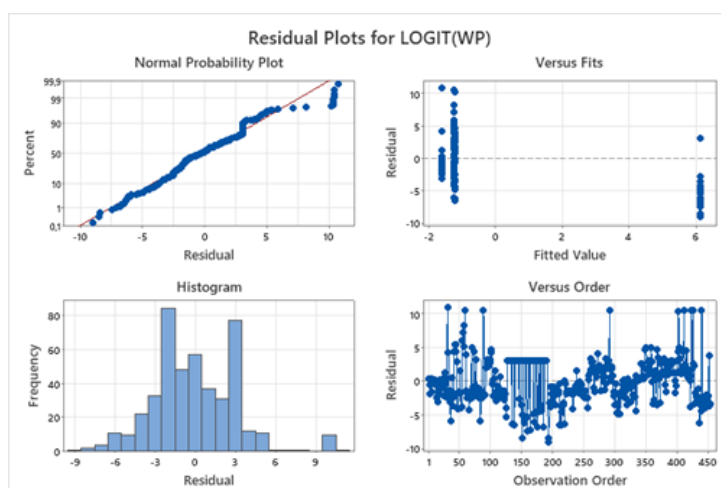 Residual Plots for LOGIT(WP)
Normal Probability Plot
99,9
99
90
50
10
1
0,1
Percent
-10 -5 0 5 10
Residual
Versus Fits
10
5
0
-5
-10
Residual
-2 0 2 4 6
Fitted Value
Histogram
80
60
40
20
0
Frequency
-9 -6 -3 0 3 6 9
Residual
Versus Order
10
5
0
-5
-10
Residual
1 50 100 150 200 250 300 350 400 450
Observation Order